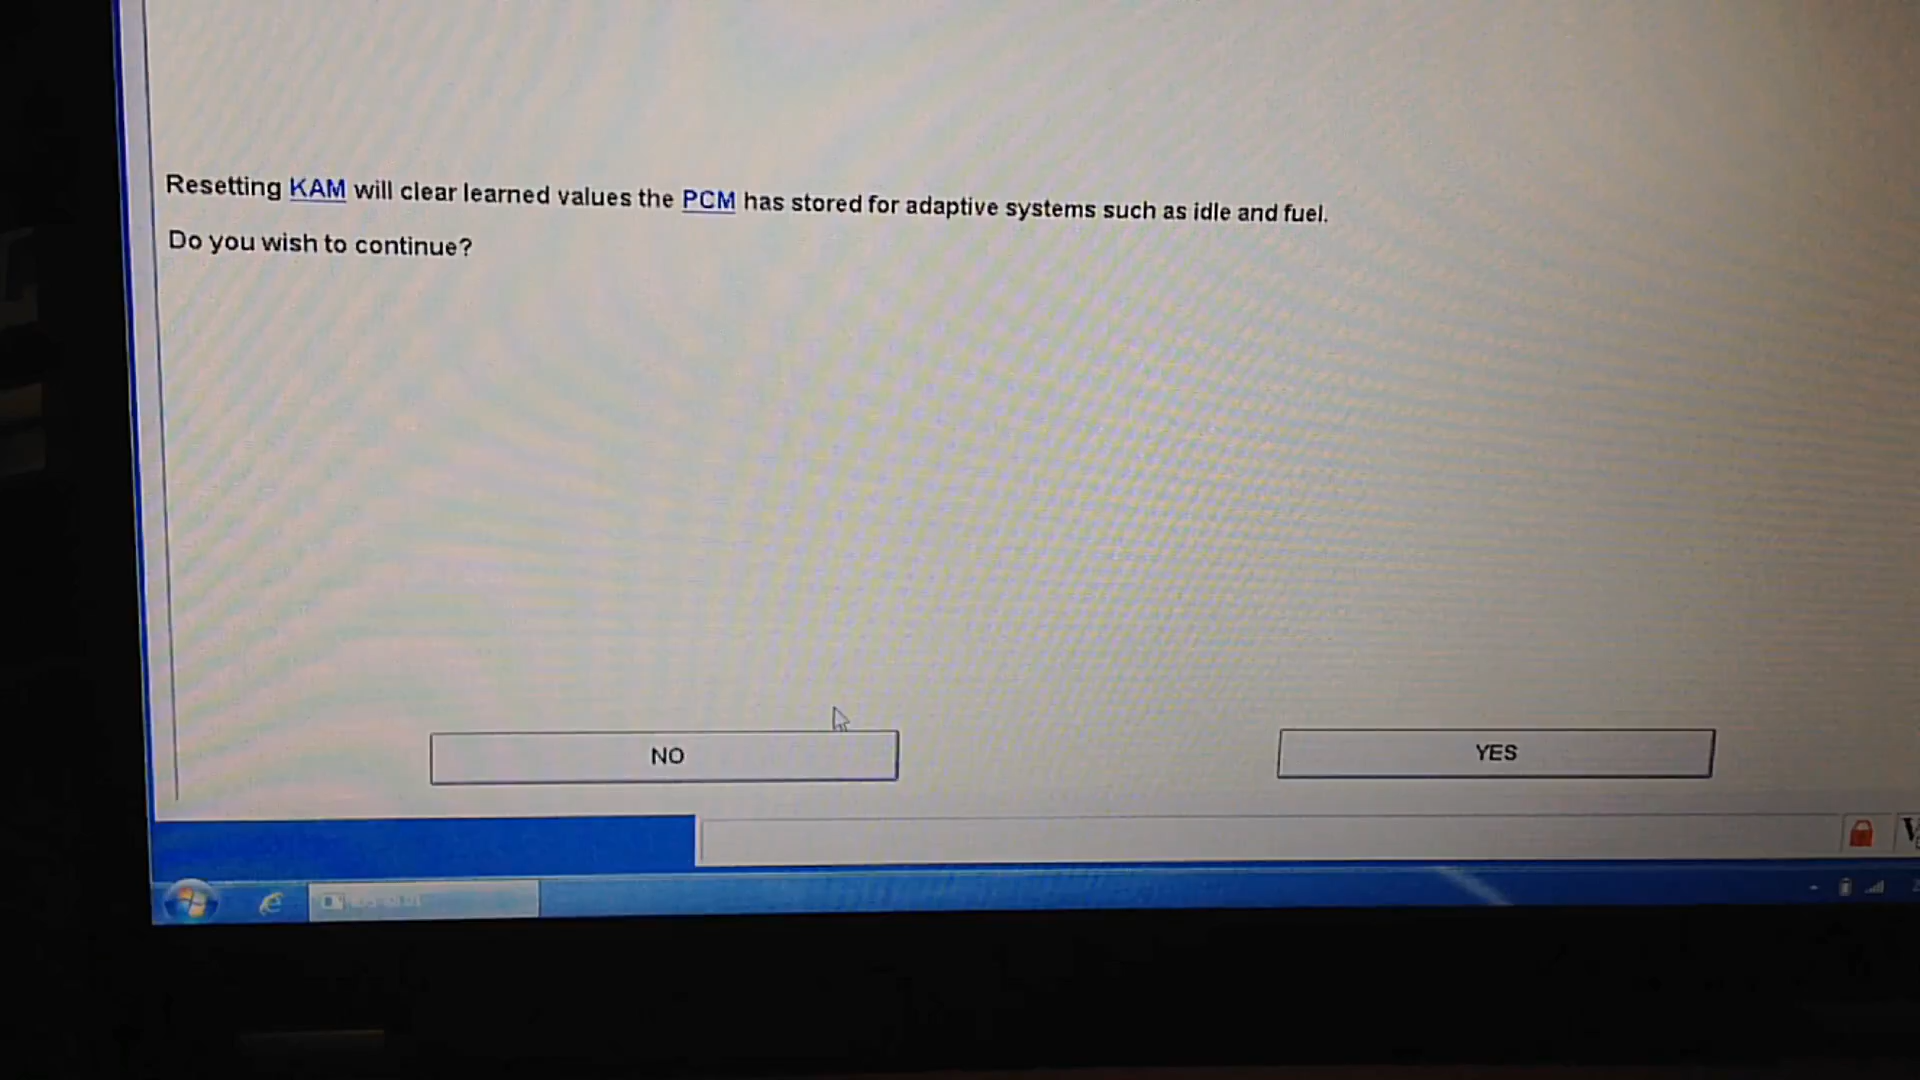 Resetting KAM will clear learned values the PCM has stored for adaptive systems such as idle and fuel.
Do you wish to continue?
NO
YES